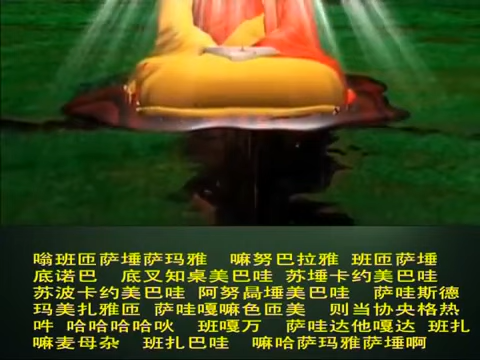 嗡班匝萨埵萨玛雅 嘛努巴拉雅 班匝萨埵
底诺巴 底叉知桌美巴哇 苏埵卡约美巴哇
苏波卡约美巴哇 阿努晶埵美巴哇 萨哇斯德
玛美扎雅匝 萨哇嘎嘛色匝美 则当协央格热
吽 哈哈哈哈吙 班嘎万 萨哇达他嘎达 班扎
嘛麦母杂 班扎巴哇 嘛哈萨玛雅萨埵啊